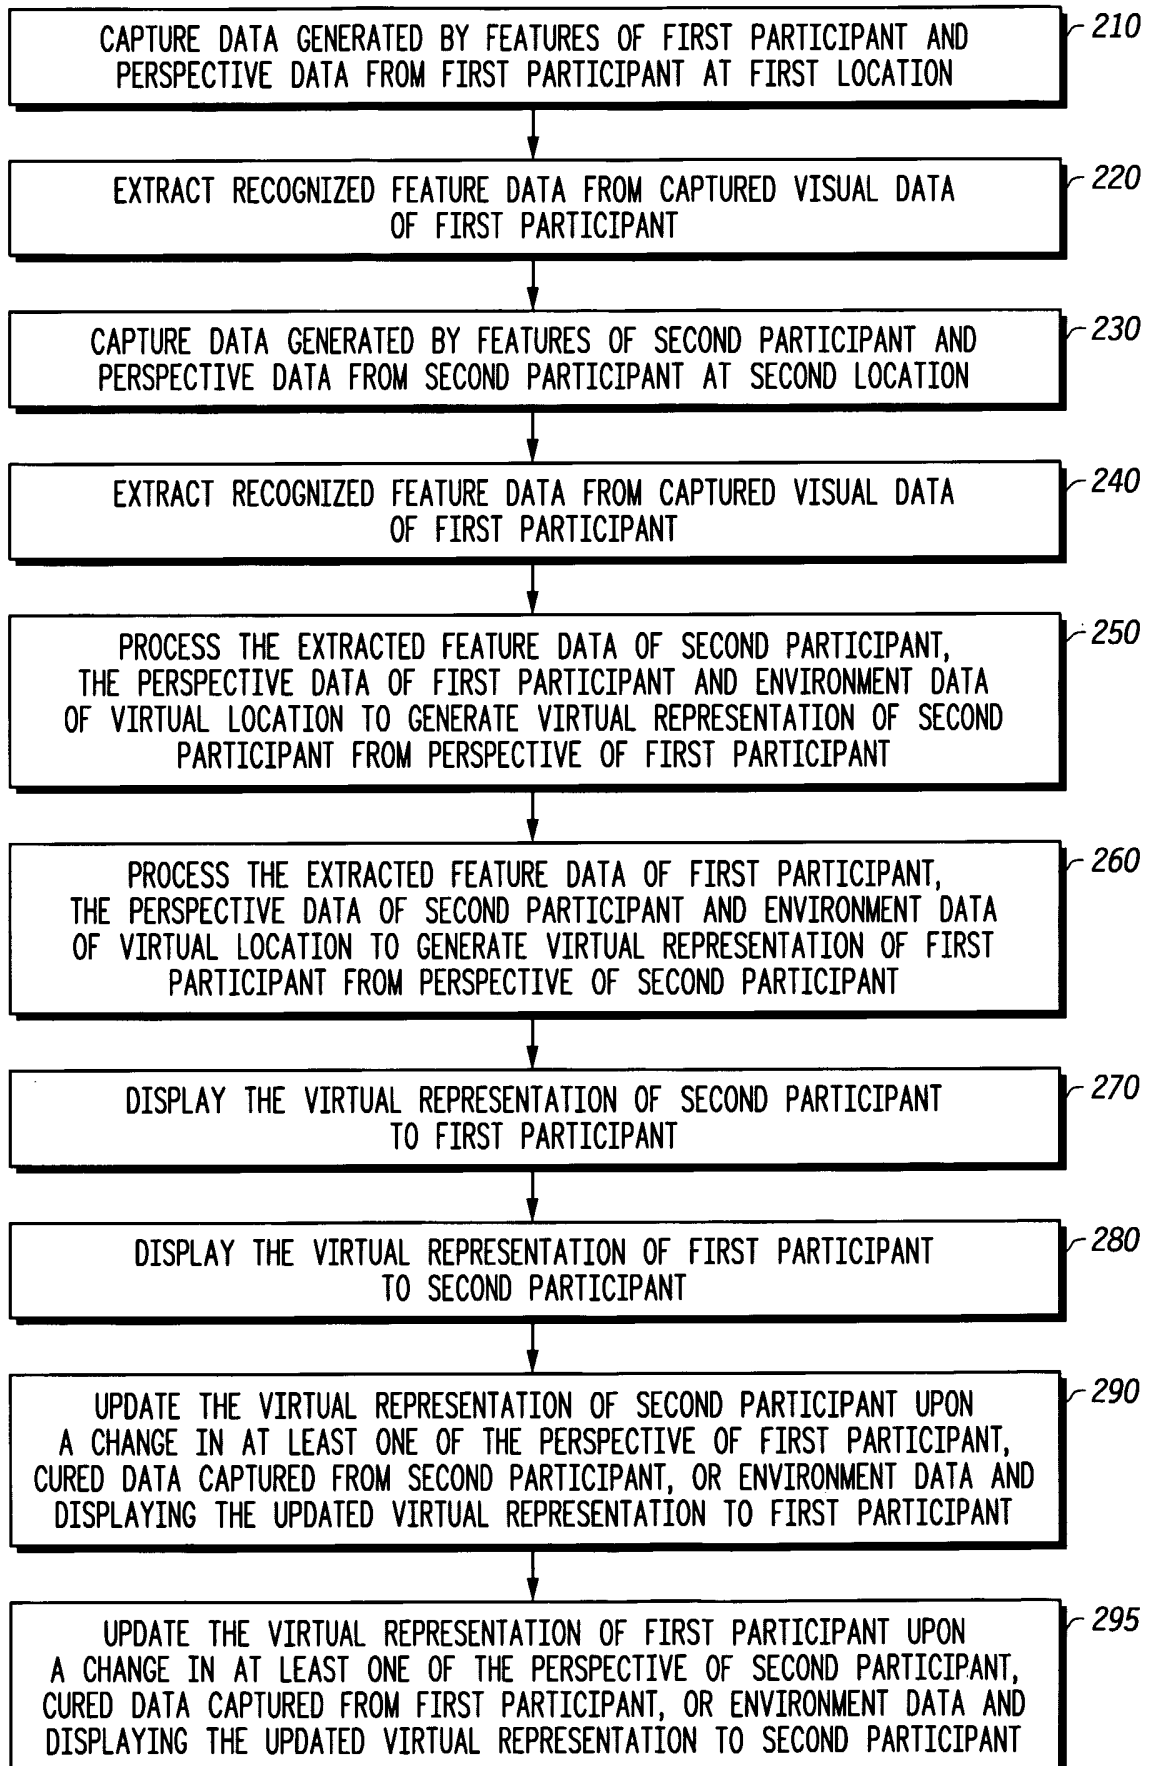 CAPTURE DATA GENERATED BY FEATURES OF FIRST PARTICIPANT AND
PERSPECTIVE DATA FROM FIRST PARTICIPANT AT FIRST LOCATION
210
EXTRACT RECOGNIZED FEATURE DATA FROM CAPTURED VISUAL DATA
OF FIRST PARTICIPANT
220
CAPTURE DATA GENERATED BY FEATURES OF SECOND PARTICIPANT AND
PERSPECTIVE DATA FROM SECOND PARTICIPANT AT SECOND LOCATION
230
EXTRACT RECOGNIZED FEATURE DATA FROM CAPTURED VISUAL DATA
OF FIRST PARTICIPANT
240
PROCESS THE EXTRACTED FEATURE DATA OF SECOND PARTICIPANT,
THE PERSPECTIVE DATA OF FIRST PARTICIPANT AND ENVIRONMENT DATA
OF VIRTUAL LOCATION TO GENERATE VIRTUAL REPRESENTATION OF SECOND
PARTICIPANT FROM PERSPECTIVE OF FIRST PARTICIPANT
250
PROCESS THE EXTRACTED FEATURE DATA OF FIRST PARTICIPANT,
THE PERSPECTIVE DATA OF SECOND PARTICIPANT AND ENVIRONMENT DATA
OF VIRTUAL LOCATION TO GENERATE VIRTUAL REPRESENTATION OF FIRST
PARTICIPANT FROM PERSPECTIVE OF SECOND PARTICIPANT
260
DISPLAY THE VIRTUAL REPRESENTATION OF SECOND PARTICIPANT
TO FIRST PARTICIPANT
270
DISPLAY THE VIRTUAL REPRESENTATION OF FIRST PARTICIPANT
TO SECOND PARTICIPANT
280
UPDATE THE VIRTUAL REPRESENTATION OF SECOND PARTICIPANT UPON
A CHANGE IN AT LEAST ONE OF THE PERSPECTIVE OF FIRST PARTICIPANT,
CURED DATA CAPTURED FROM SECOND PARTICIPANT, OR ENVIRONMENT DATA AND
DISPLAYING THE UPDATED VIRTUAL REPRESENTATION TO FIRST PARTICIPANT
290
UPDATE THE VIRTUAL REPRESENTATION OF FIRST PARTICIPANT UPON
A CHANGE IN AT LEAST ONE OF THE PERSPECTIVE OF SECOND PARTICIPANT,
CURED DATA CAPTURED FROM FIRST PARTICIPANT, OR ENVIRONMENT DATA AND
DISPLAYING THE UPDATED VIRTUAL REPRESENTATION TO SECOND PARTICIPANT
295